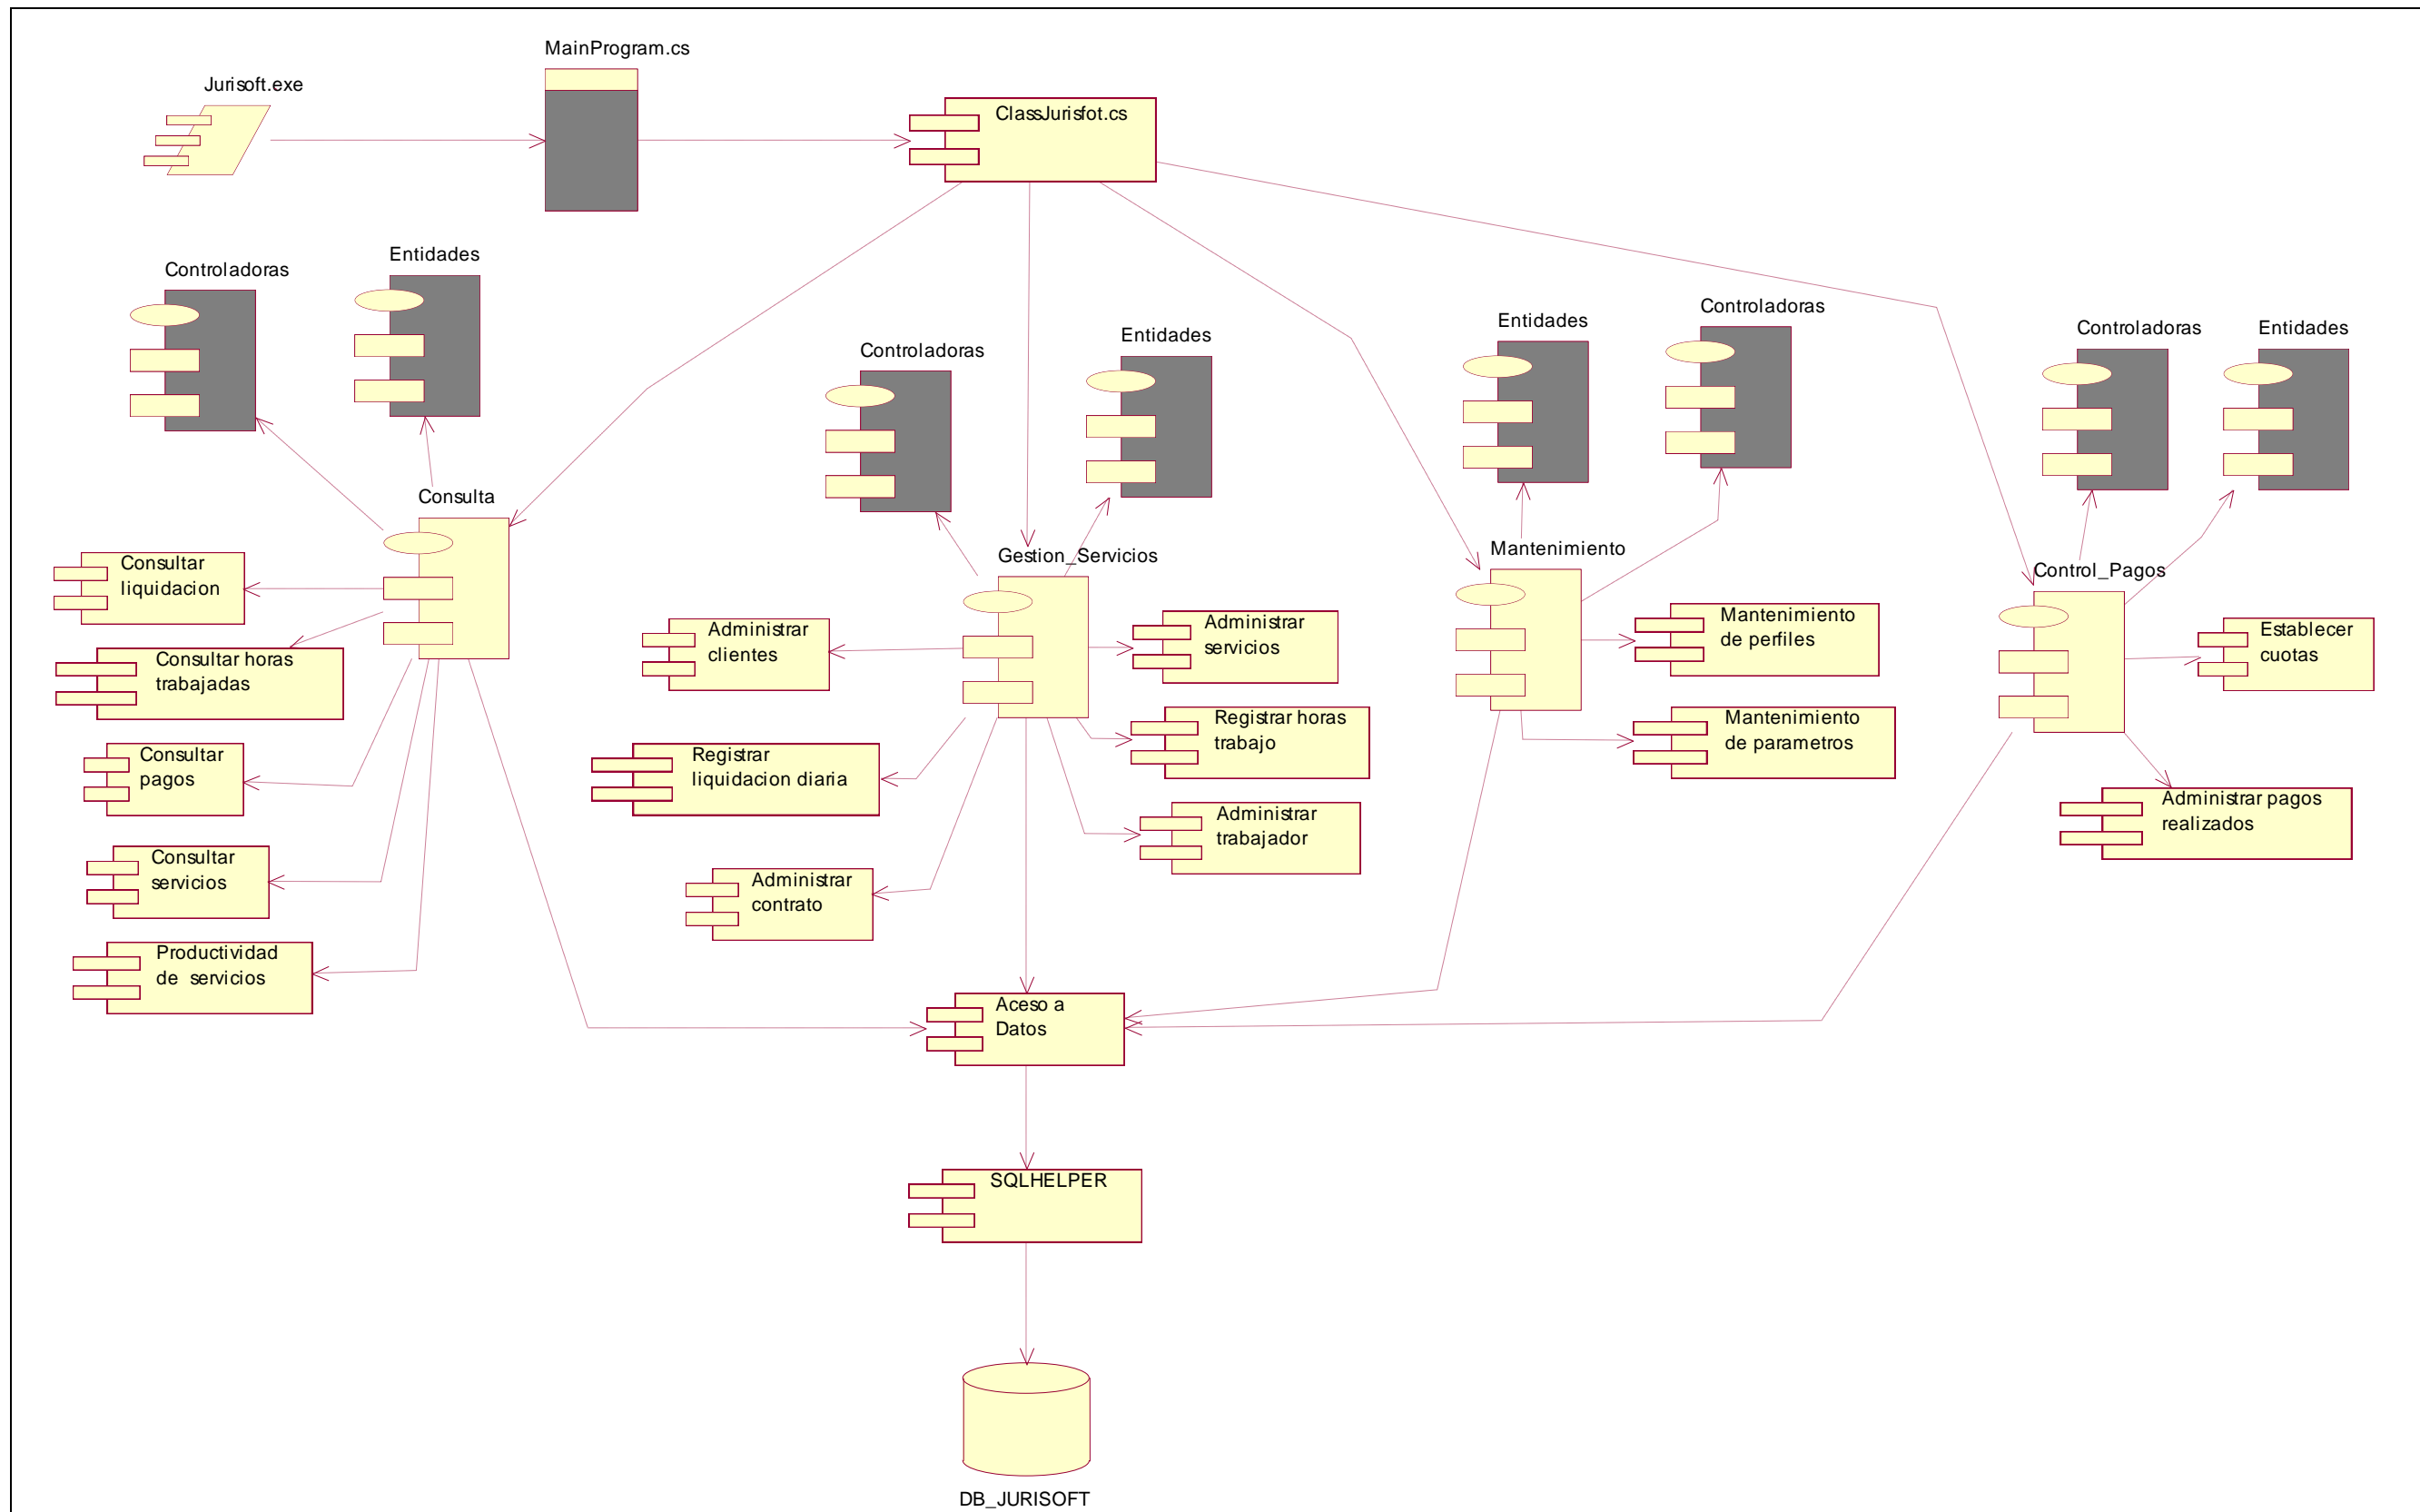 MainProgram.cs
Jurisoft.exe
ClassJurisfot.cs
Controladoras
Entidades
Controladoras
Entidades
Entidades
Controladoras
Controladoras
Entidades
Consulta
Gestion_Servicios
Mantenimiento
Control_Pagos
Consultar
liquidacion
Consultar horas
trabajadas
Consultar
pagos
Consultar
servicios
Productividad
de servicios
Administrar
clientes
Registrar
liquidacion diaria
Administrar
contrato
Administrar
servicios
Registrar horas
trabajo
Administrar
trabajador
Mantenimiento
de perfiles
Mantenimiento
de parametros
Establecer
cuotas
Administrar pagos
realizados
Aceso a
Datos
SQLHELPER
DB_JURISOFT